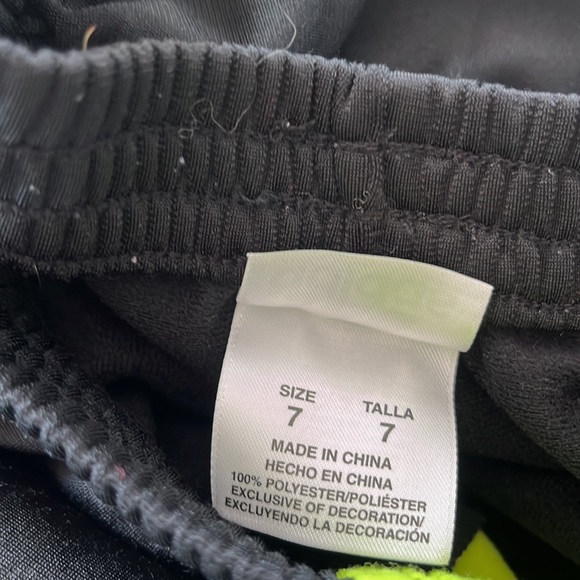 SIZE TALLA
7 7
MADE IN CHINA
HECHO EN CHINA
100% POLYESTER/POLIÉSTER
EXCLUSIVE OF DECORATION/
EXCLUYENDO LA DECORACIÓN